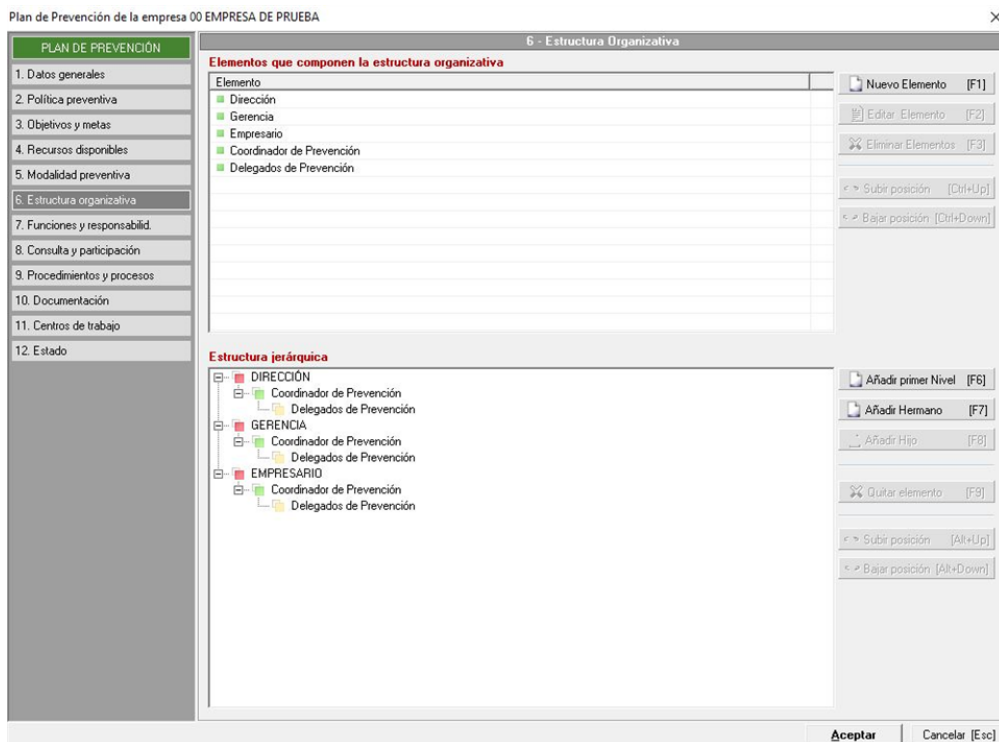 Plan de Prevención de la empresa 00 EMPRESA DE PRUEBA
PLAN DE PREVENCIÓN
1. Datos generales
2. Política preventiva
3. Objetivos y metas
4. Recursos disponibles
5. Modalidad preventiva
6. Estructura organizativa
7. Funciones y responsabilid.
8. Consulta y participación
9. Procedimientos y procesos
10. Documentación
11. Centros de trabajo
12. Estado
6 - Estructura Organizativa
Elementos que componen la estructura organizativa
Elemento
Dirección
Gerencia
Empresario
Coordinador de Prevención
Delegados de Prevención
Nuevo Elemento [F1]
Editar Elemento [F2]
Eliminar Elementos [F3]
Subir posición [Ctrl+Up]
Bajar posición [Ctrl+Down]
Estructura jerárquica
DIRECCIÓN
Coordinador de Prevención
Delegados de Prevención
GERENCIA
Coordinador de Prevención
Delegados de Prevención
EMPRESARIO
Coordinador de Prevención
Delegados de Prevención
Añadir primer Nivel [F6]
Añadir Hermano [F7]
Añadir Hijo [F8]
Quitar elemento [F9]
Subir posición [Alt+Up]
Bajar posición [Alt+Down]
Aceptar
Cancelar [Esc]